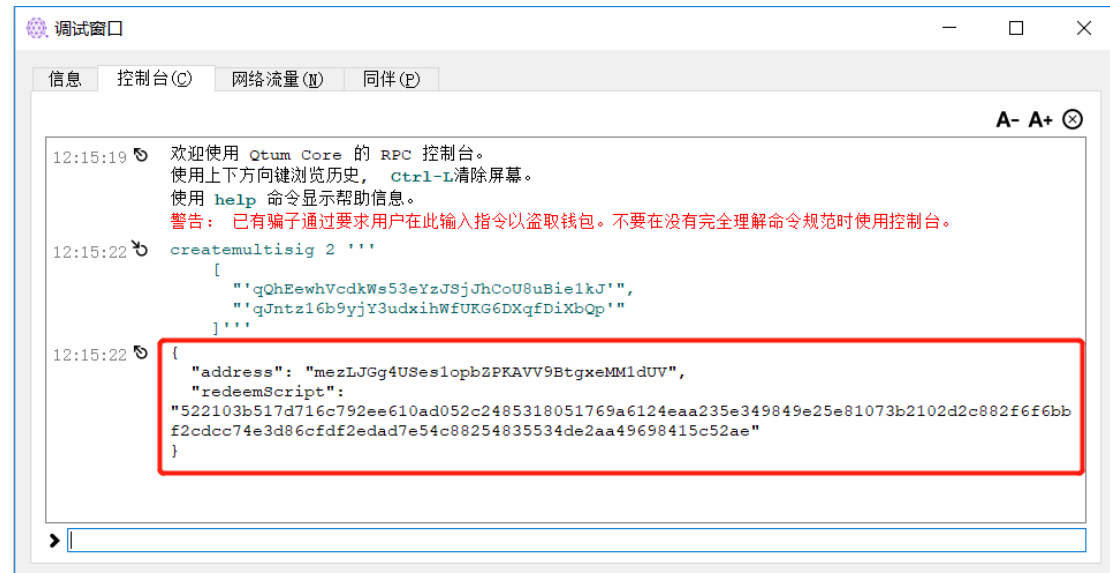 调试窗口
信息 控制台(C) 网络流量(N) 同伴(P)
A- A+
12:15:19 欢迎使用 Qtum Core 的 RPC 控制台。
使用上下方向键浏览历史, Ctrl-L清除屏幕。
使用 help 命令显示帮助信息。
警告: 已有骗子通过要求用户在此输入指令以盗取钱包。不要在没有完全理解命令规范时使用控制台。
12:15:22 createmultisig 2 '''
[
"'qQhEewhVcdkWs53eYzJSjJhCoU8uBie1kJ'",
"'qJntz16b9yjY3udxihWfUKG6DXqfDiXbQp'"
]'''
12:15:22 {
"address": "mezLJGg4USes1opbZPKAVV9BtgxeMM1dUV",
"redeemScript":
"522103b517d716c792ee610ad052c2485318051769a6124eaa235e349849e25e81073b2102d2c882f6f6bb
f2cdcc74e3d86cfdf2edad7e54c88254835534de2aa49698415c52ae"
}